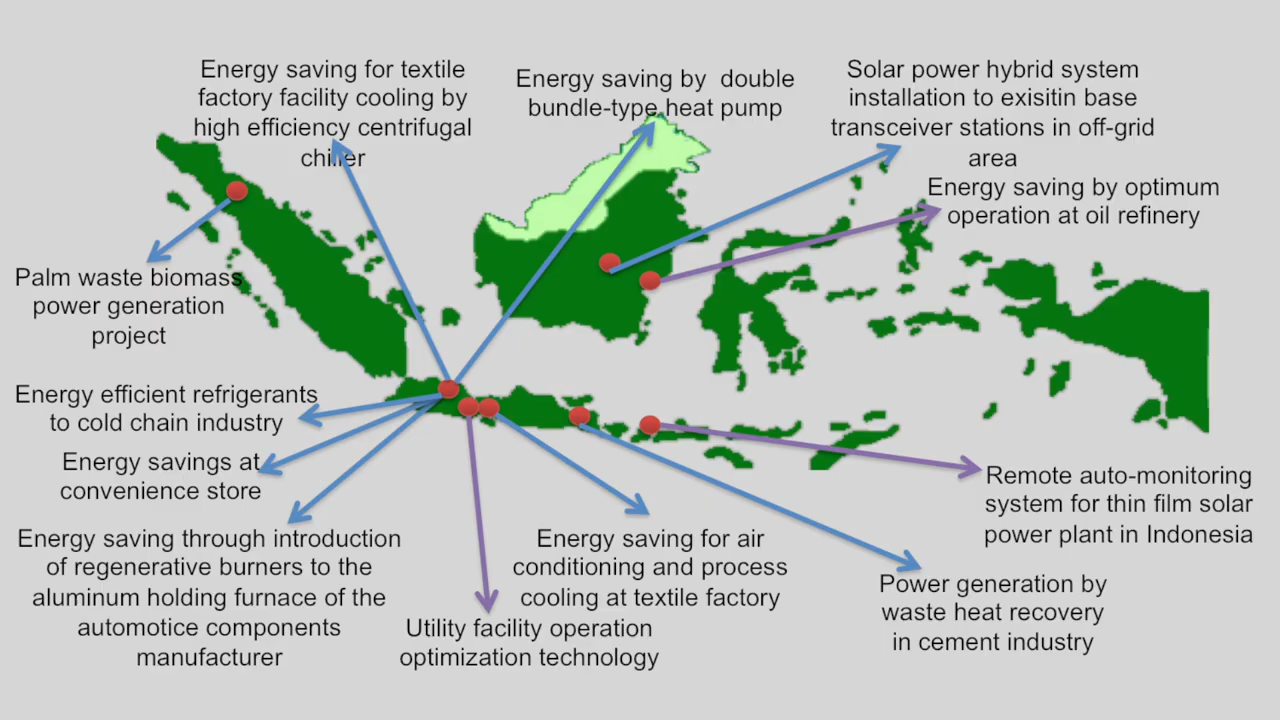 Energy saving for textile
factory facility cooling by
high efficiency centrifugal
chiller
Energy saving by double
bundle-type heat pump
Solar power hybrid system
installation to exisitin base
transceiver stations in off-grid
area
Energy saving by optimum
operation at oil refinery
Palm waste biomass
power generation
project
Energy efficient refrigerants
to cold chain industry
Energy savings at
convenience store
Energy saving through introduction
of regenerative burners to the
aluminum holding furnace of the
automotice components
manufacturer
Utility facility operation
optimization technology
Energy saving for air
conditioning and process
cooling at textile factory
Power generation by
waste heat recovery
in cement industry
Remote auto-monitoring
system for thin film solar
power plant in Indonesia